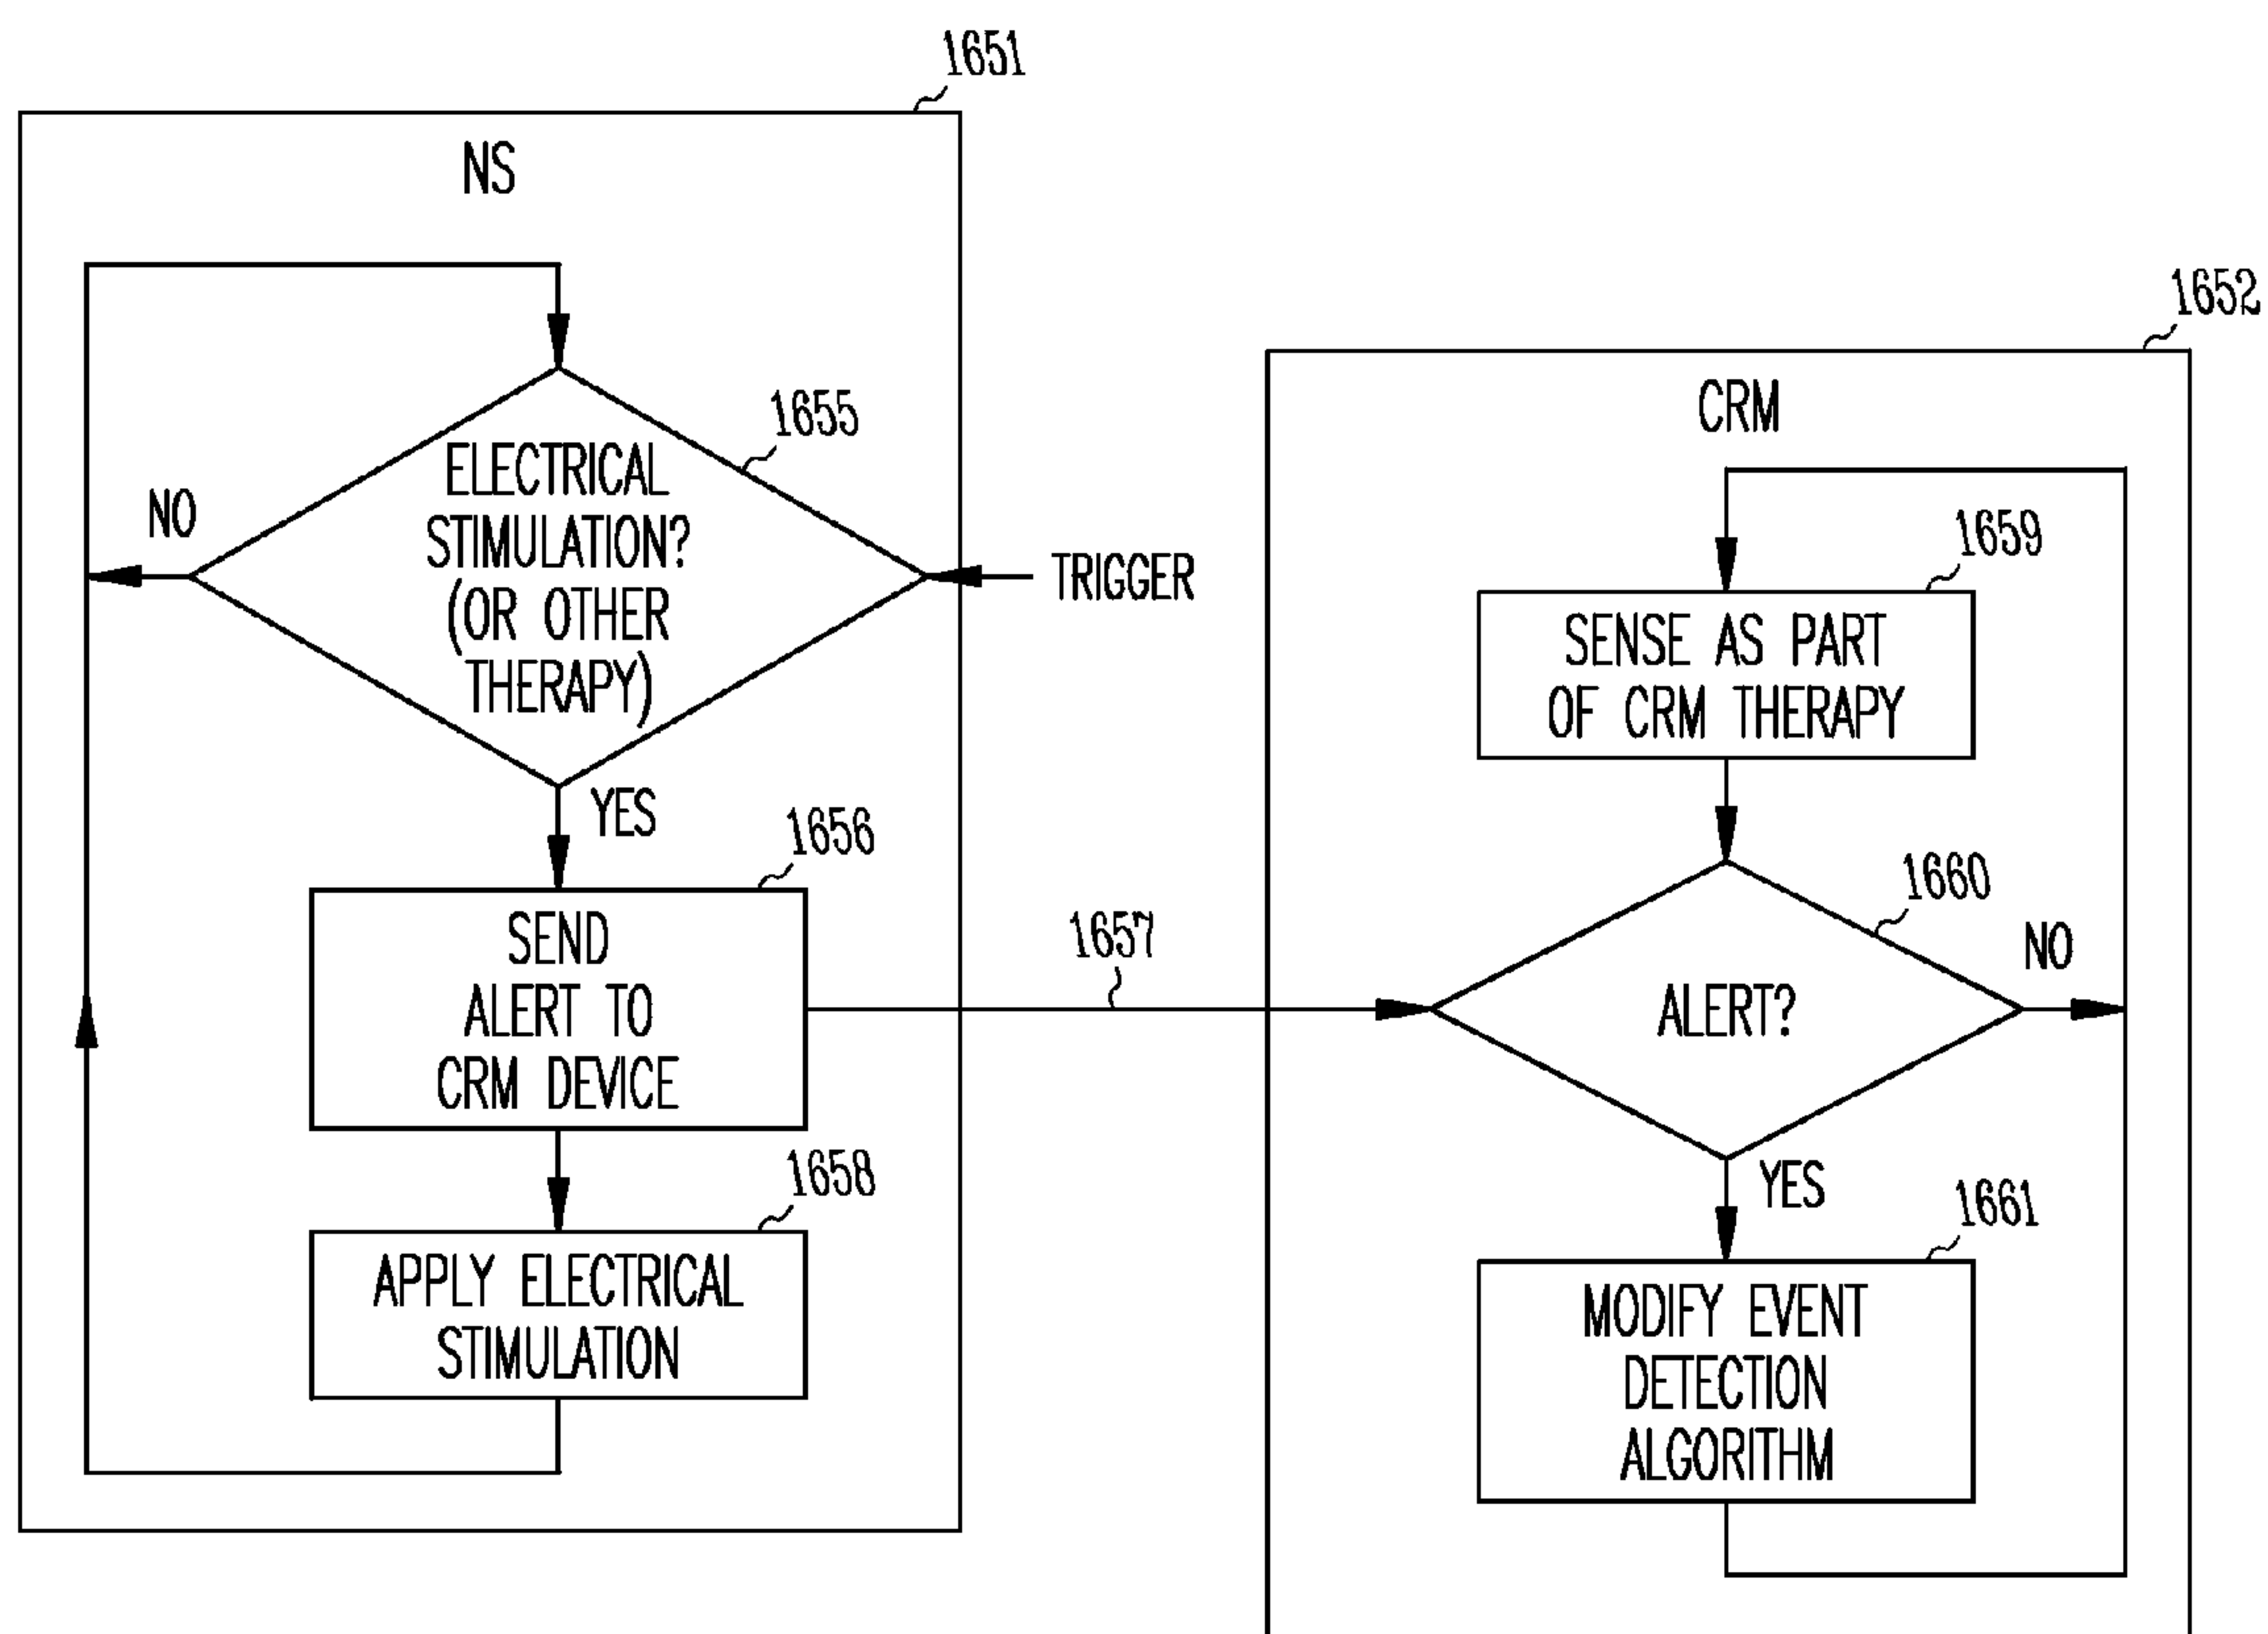 1651
NS
1655
ELECTRICAL
STIMULATION?
(OR OTHER
THERAPY)
NO
TRIGGER
YES
1656
SEND
ALERT TO
CRM DEVICE
1657
1658
APPLY ELECTRICAL
STIMULATION
1652
CRM
1659
SENSE AS PART
OF CRM THERAPY
1660
NO
ALERT?
YES
1661
MODIFY EVENT
DETECTION
ALGORITHM